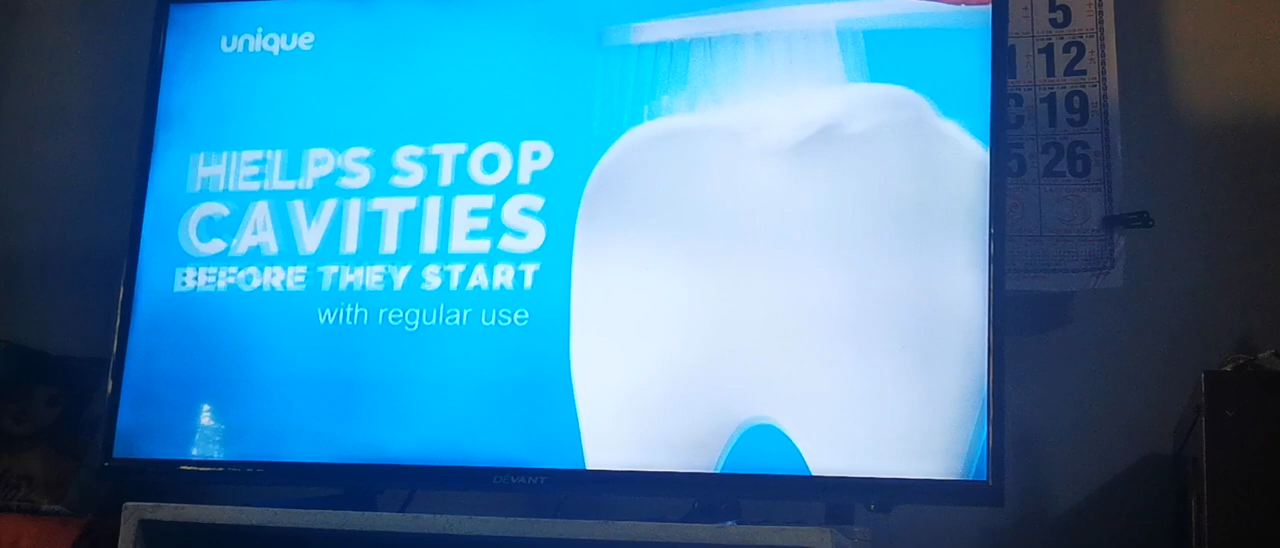 unique
HELPS STOP
CAVITIES
BEFORE THEY START
with regular use
DEVANT
5
12
19
26